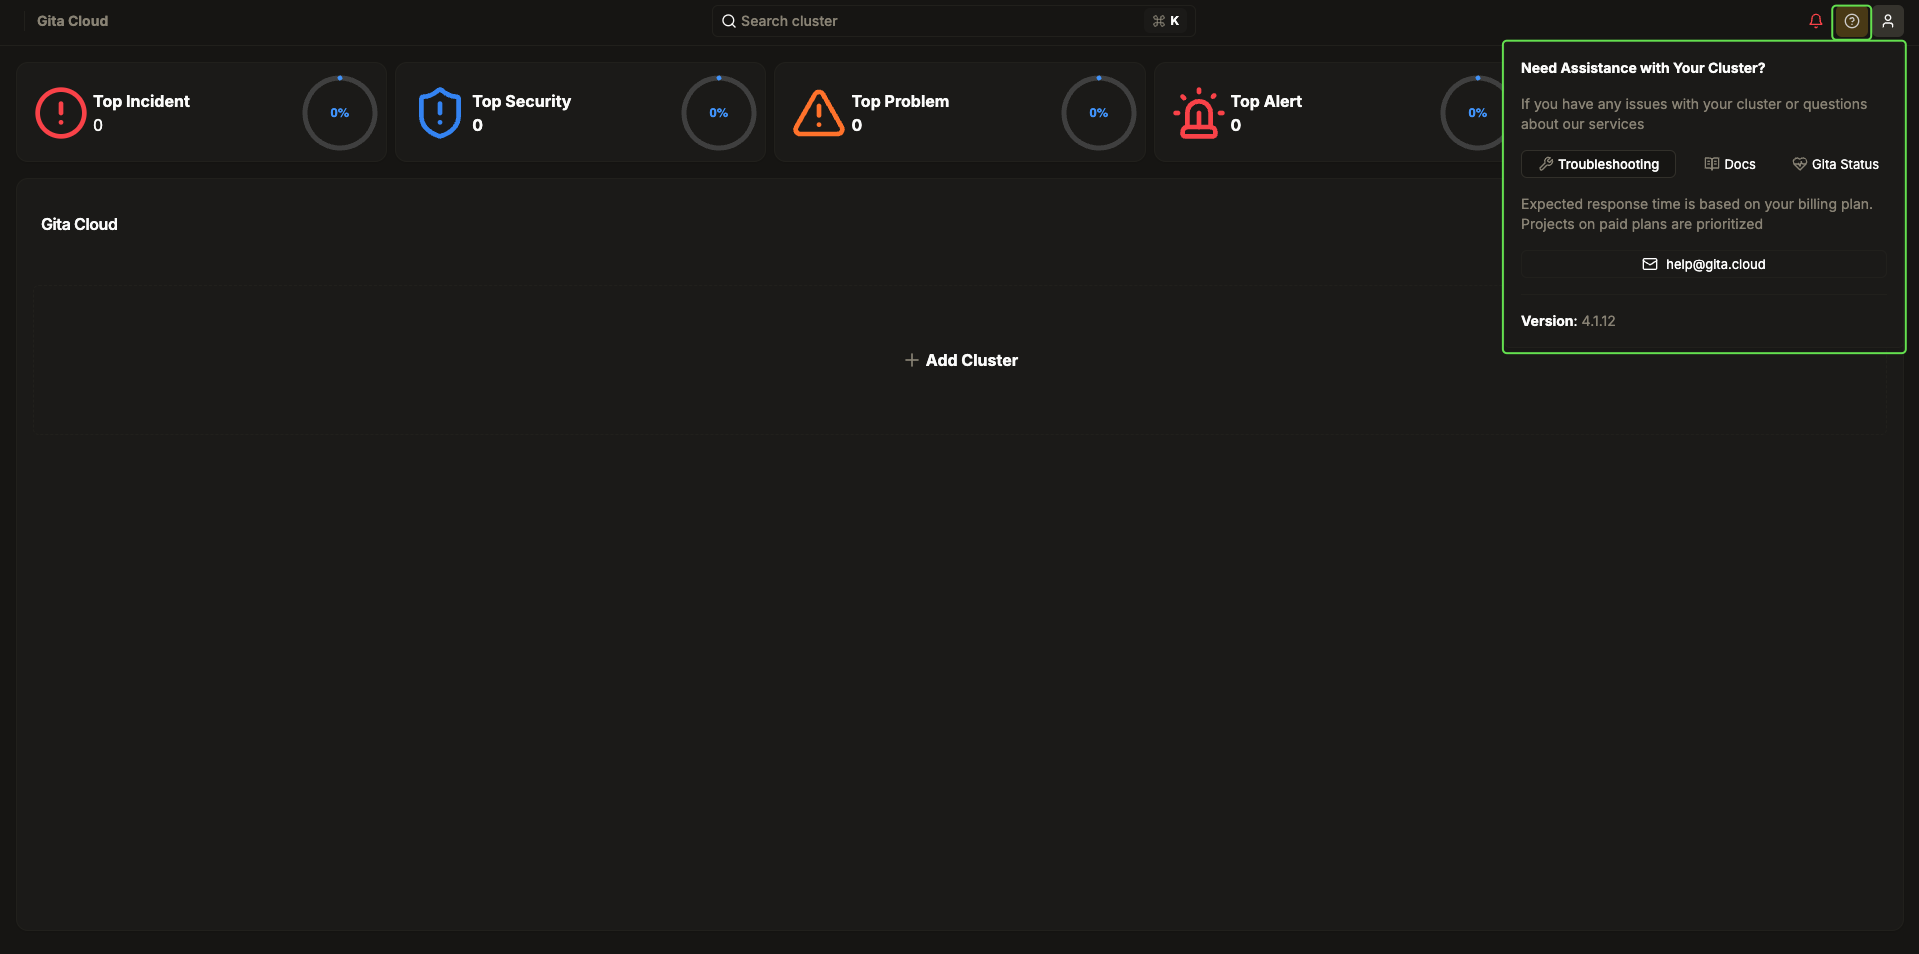 Gita Cloud
Search cluster
⌘ K
Top Incident
0
0%
Top Security
0
0%
Top Problem
0
0%
Top Alert
0
0%
Need Assistance with Your Cluster?
If you have any issues with your cluster or questions
about our services
Troubleshooting
Docs
Gita Status
Expected response time is based on your billing plan.
Projects on paid plans are prioritized
help@gita.cloud
Version: 4.1.12
Gita Cloud
Add Cluster